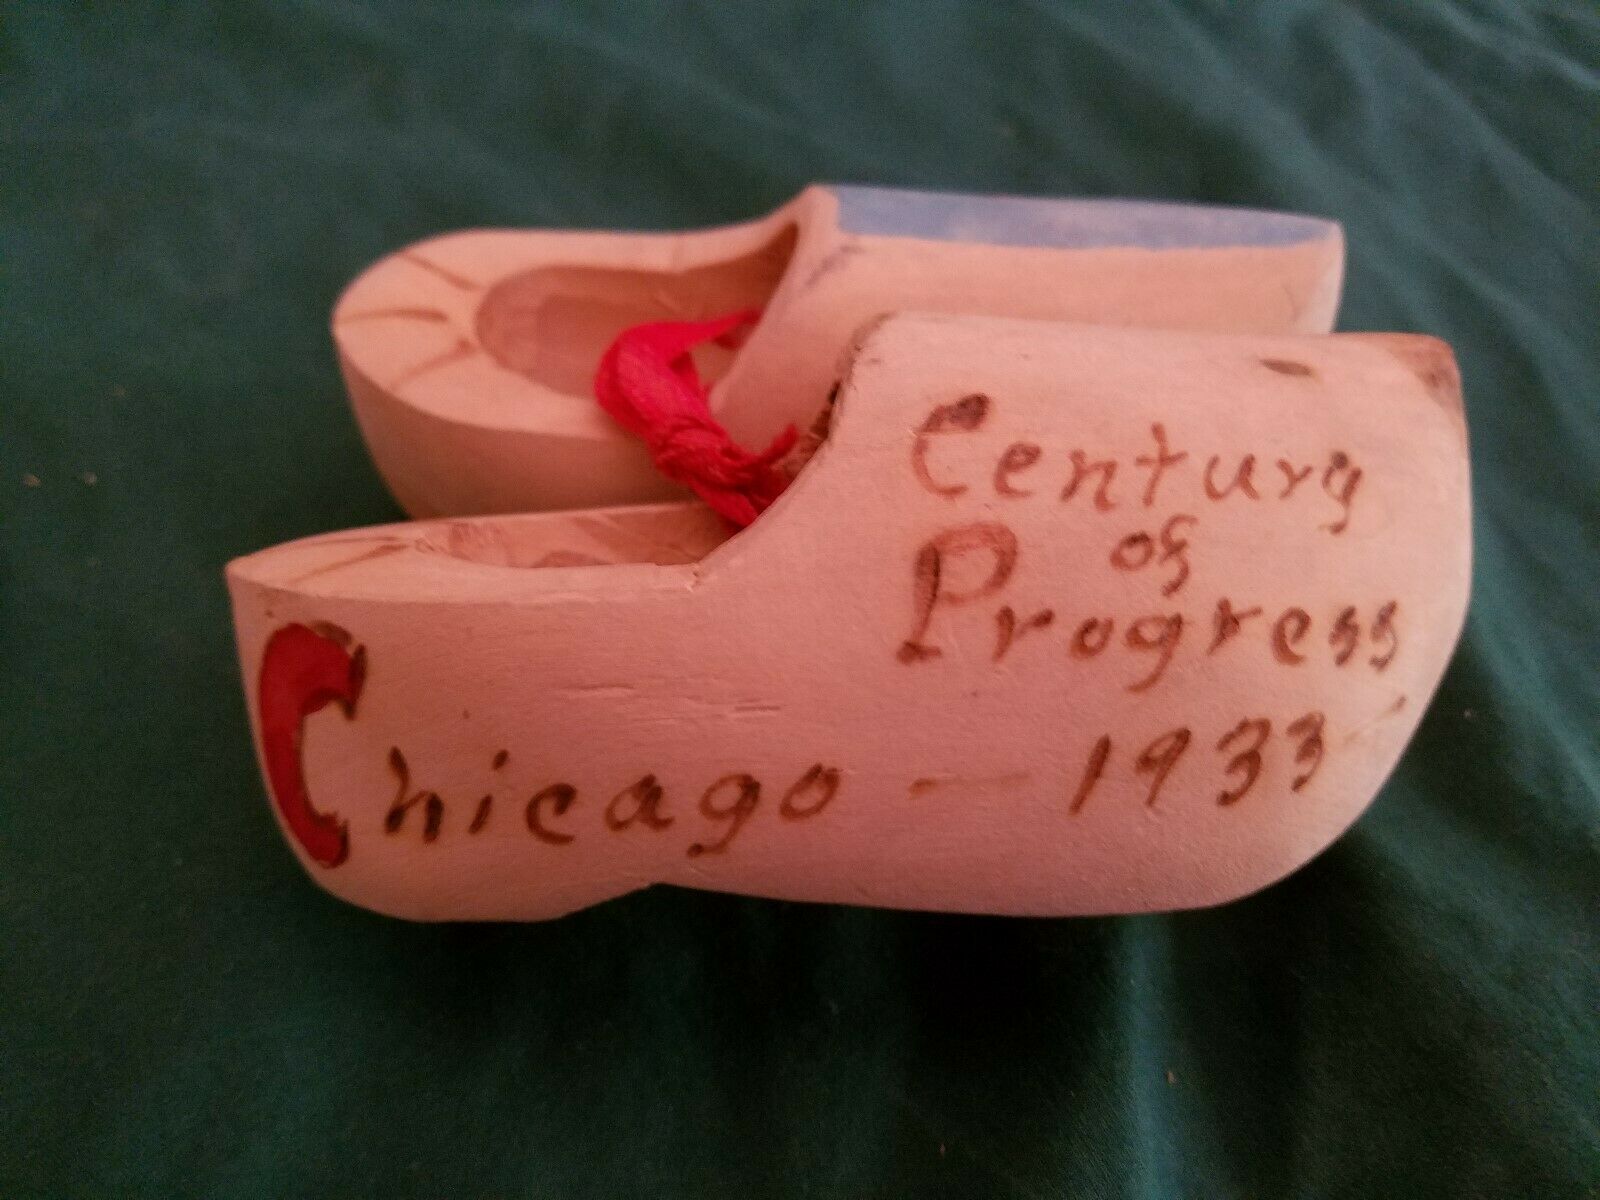 Century
of
Progress
Chicago — 1933